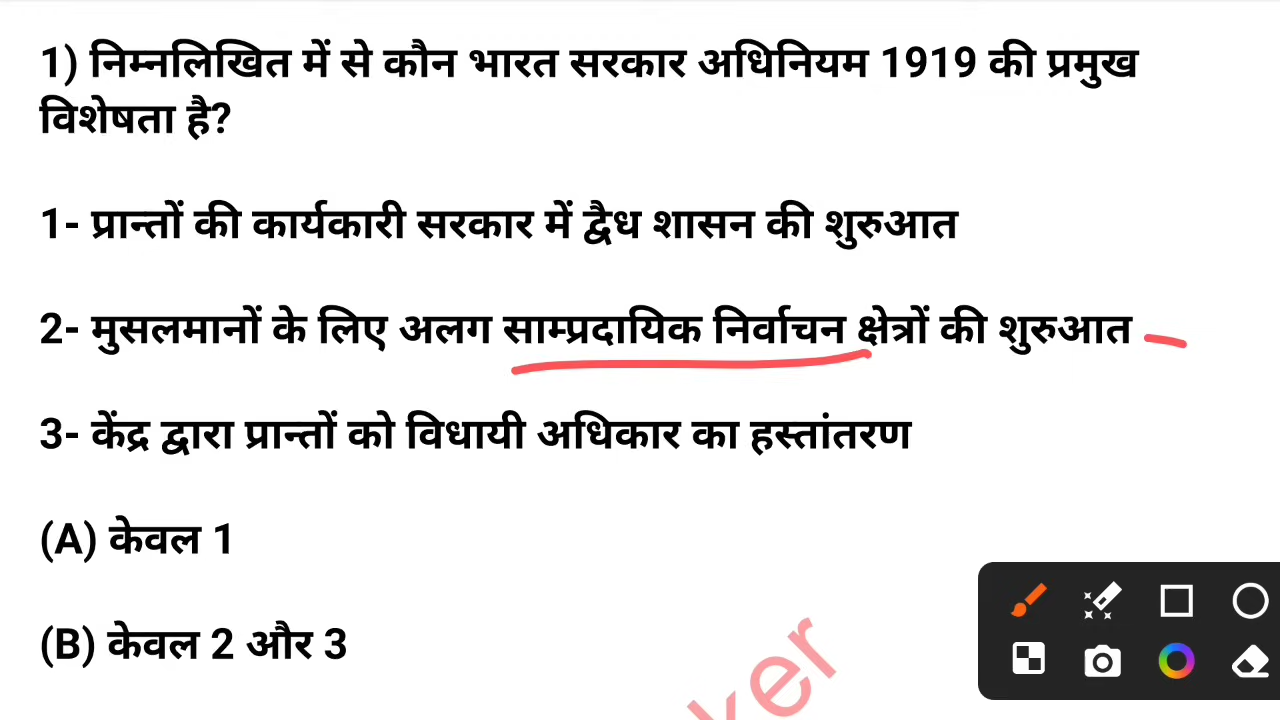 1) निम्नलिखित में से कौन भारत सरकार अधिनियम 1919 की प्रमुख
विशेषता है?
1- प्रान्तों की कार्यकारी सरकार में द्वैध शासन की शुरुआत
2- मुसलमानों के लिए अलग साम्प्रदायिक निर्वाचन क्षेत्रों की शुरुआत
3- केंद्र द्वारा प्रान्तों को विधायी अधिकार का हस्तांतरण
(A) केवल 1
(B) केवल 2 और 3